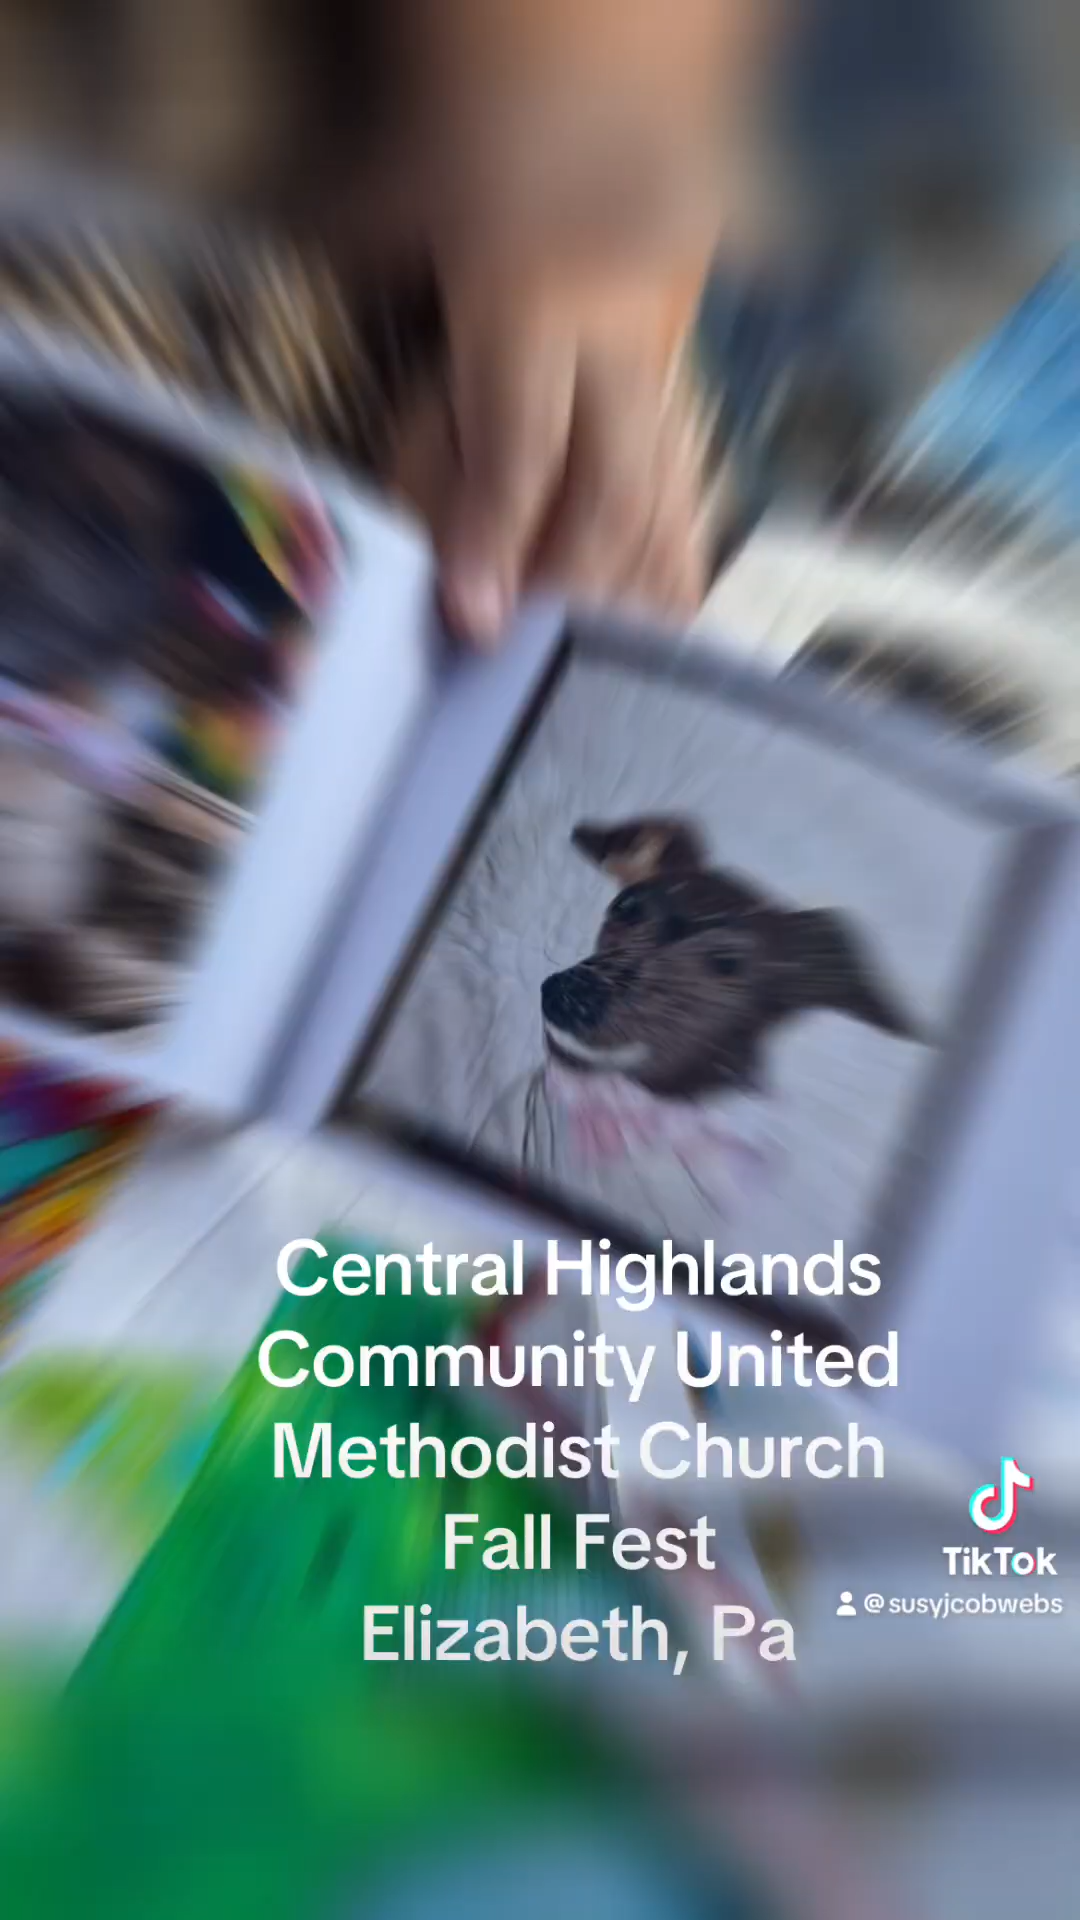 Central Highlands
Community United
Methodist Church
Fall Fest
Elizabeth, Pa
TikTok
@susyjcobwebs